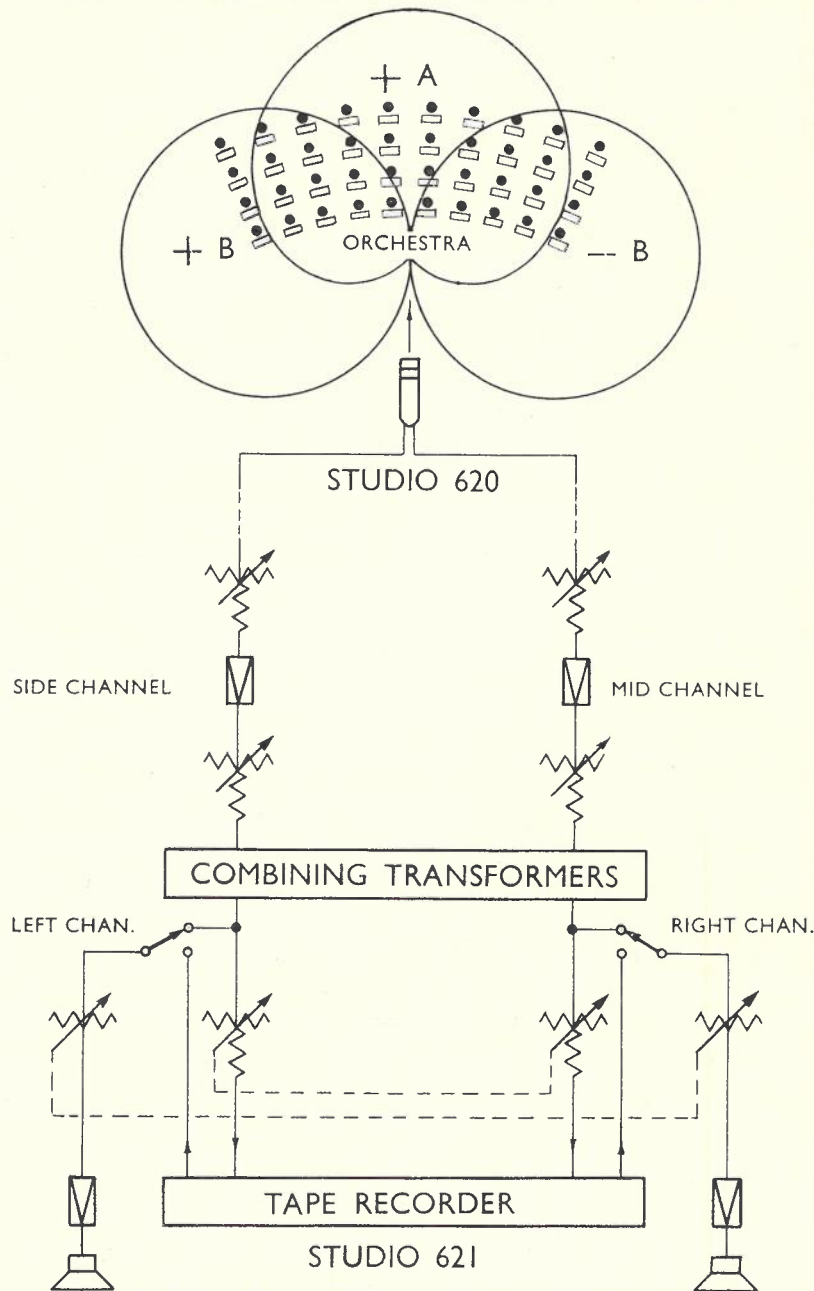 + A
ORCHESTRA
+ B
— B
STUDIO 620
SIDE CHANNEL
MID CHANNEL
COMBINING TRANSFORMERS
LEFT CHAN.
RIGHT CHAN.
TAPE RECORDER
STUDIO 621